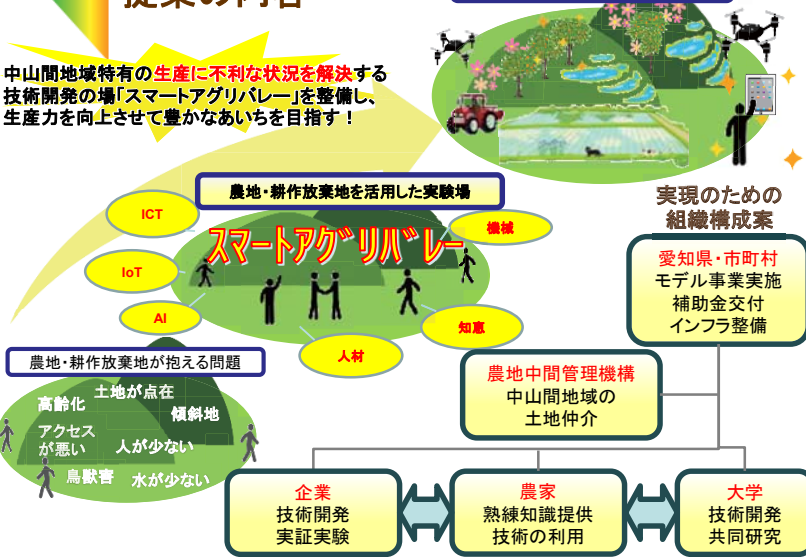 中山間地域特有の生産に不利な状況を解決する
技術開発の場「スマートアグリバレー」を整備し、
生産力を向上させて豊かなあいちを目指す！
農地・耕作放棄地を活用した実験場
スマートアグリバレー
ICT
IoT
AI
機械
知恵
人材
農地・耕作放棄地が抱える問題
高齢化
土地が点在
傾斜地
アクセス
が悪い
人が少ない
鳥獣害
水が少ない
実現のための
組織構成案
愛知県・市町村
モデル事業実施
補助金交付
インフラ整備
農地中間管理機構
中山間地域の
土地仲介
企業
技術開発
実証実験
農家
熟練知識提供
技術の利用
大学
技術開発
共同研究